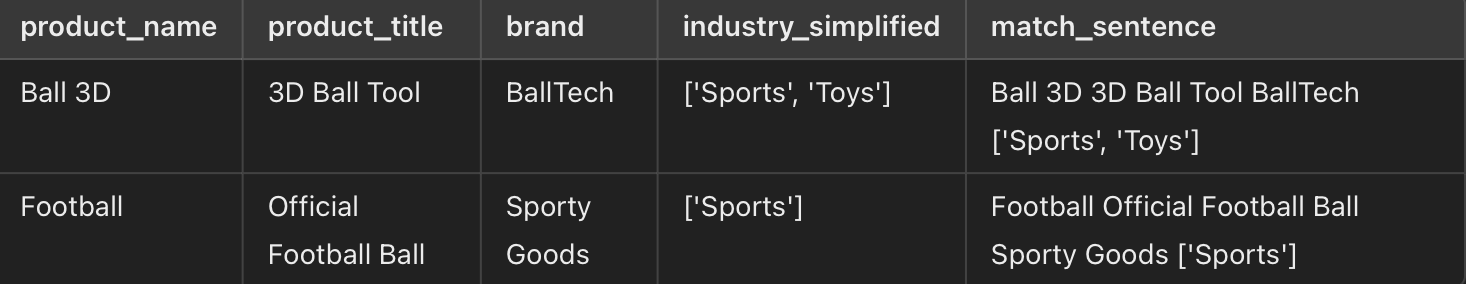 product_name product_title brand industry_simplified match_sentence
Ball 3D 3D Ball Tool BallTech ['Sports', 'Toys'] Ball 3D 3D Ball Tool BallTech
['Sports', 'Toys']
Football Official Sporty ['Sports'] Football Official Football Ball
Football Ball Goods Sporty Goods ['Sports']